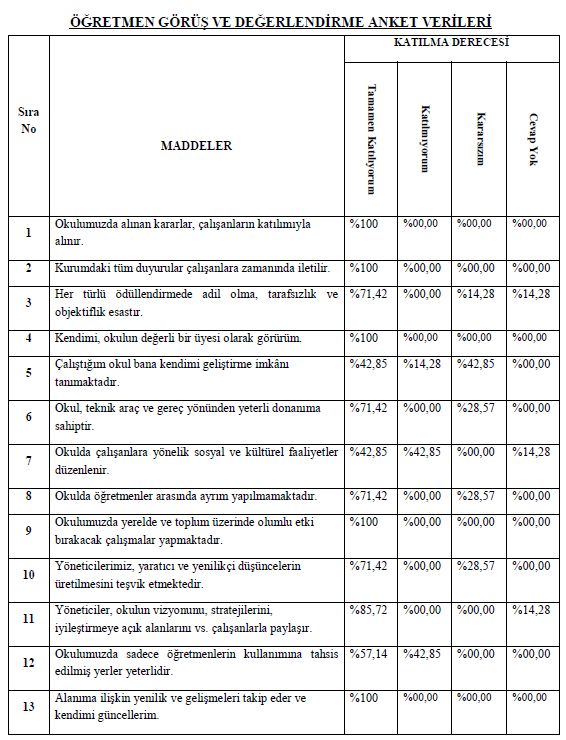 ÖĞRETMEN GÖRÜŞ VE DEĞERLENDİRME ANKET VERİLERİ
KATILMA DERECESİ
Sıra
No
MADDELER
Tamamen Katılıyorum
Katılmıyorum
Kararsızım
Cevap Yok
1
Okulumuzda alınan kararlar, çalışanların katılımıyla
alınır.
%100
%00,00
%00,00
%00,00
2
Kurumdaki tüm duyurular çalışanlara zamanında iletilir.
%100
%00,00
%00,00
%00,00
3
Her türlü ödüllendirmede adil olma, tarafsızlık ve
objektiflik esastır.
%71,42
%00,00
%14,28
%14,28
4
Kendimi, okulun değerli bir üyesi olarak görürüm.
%100
%00,00
%00,00
%00,00
5
Çalıştığım okul bana kendimi geliştirme imkânı
tanımaktadır.
%42,85
%14,28
%42,85
%00,00
6
Okul, teknik araç ve gereç yönünden yeterli donanıma
sahiptir.
%71,42
%00,00
%28,57
%00,00
7
Okulda çalışanlara yönelik sosyal ve kültürel faaliyetler
düzenlenir.
%42,85
%42,85
%00,00
%14,28
8
Okulda öğretmenler arasında ayrım yapılmamaktadır.
%71,42
%00,00
%28,57
%00,00
9
Okulumuzda yerelde ve toplum üzerinde olumlu etki
bırakacak çalışmalar yapmaktadır.
%100
%00,00
%00,00
%00,00
10
Yöneticilerimiz, yaratıcı ve yenilikçi düşüncelerin
üretilmesini teşvik etmektedir.
%71,42
%00,00
%28,57
%00,00
11
Yöneticiler, okulun vizyonunu, stratejilerini,
iyileştirmeye açık alanlarını vs. çalışanlarla paylaşır.
%85,72
%00,00
%00,00
%14,28
12
Okulumuzda sadece öğretmenlerin kullanımına tahsis
edilmiş yerler yeterlidir.
%57,14
%42,85
%00,00
%00,00
13
Alanıma ilişkin yenilik ve gelişmeleri takip eder ve
kendimi güncellerim.
%100
%00,00
%00,00
%00,00